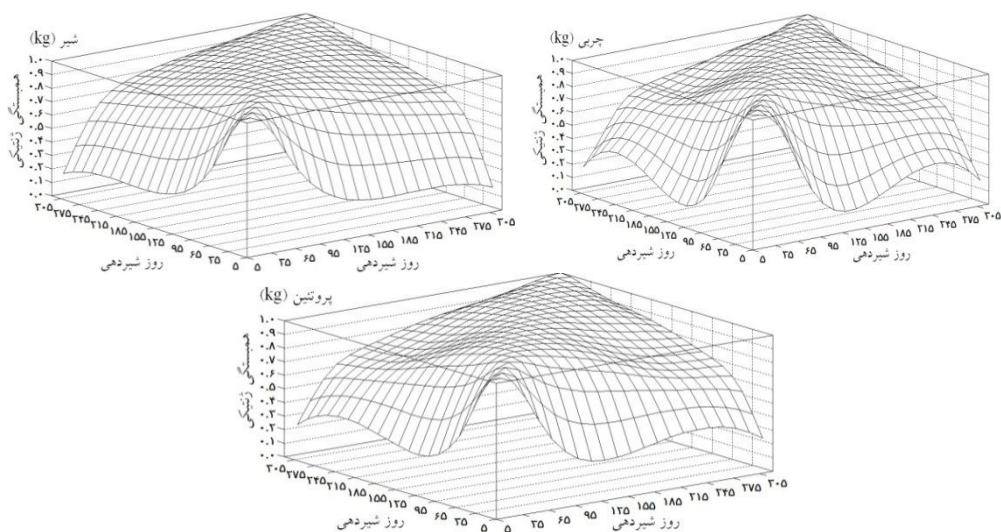 شیر (kg)
همبستگی ژنتیکی
۱.۰
۰.۹
۰.۸
۰.۷
۰.۶
۰.۵
۰.۴
۰.۳
۰.۲
۰.۱
۰.۰
۳۰۵ ۲۷۵ ۲۴۵ ۲۱۵ ۱۸۵ ۱۵۵ ۱۲۵ ۹۵ ۶۵ ۳۵ ۵
۵ ۳۵ ۶۵ ۹۵ ۱۲۵ ۱۵۵ ۱۸۵ ۲۱۵ ۲۴۵ ۲۷۵ ۳۰۵
روز شیردهی
روز شیردهی
چربی (kg)
همبستگی ژنتیکی
۱.۰
۰.۹
۰.۸
۰.۷
۰.۶
۰.۵
۰.۴
۰.۳
۰.۲
۰.۱
۰.۰
۳۰۵ ۲۷۵ ۲۴۵ ۲۱۵ ۱۸۵ ۱۵۵ ۱۲۵ ۹۵ ۶۵ ۳۵ ۵
۵ ۳۵ ۶۵ ۹۵ ۱۲۵ ۱۵۵ ۱۸۵ ۲۱۵ ۲۴۵ ۲۷۵ ۳۰۵
روز شیردهی
روز شیردهی
پروتئین (kg)
همبستگی ژنتیکی
۱.۰
۰.۹
۰.۸
۰.۷
۰.۶
۰.۵
۰.۴
۰.۳
۰.۲
۰.۱
۰.۰
۳۰۵ ۲۷۵ ۲۴۵ ۲۱۵ ۱۸۵ ۱۵۵ ۱۲۵ ۹۵ ۶۵ ۳۵ ۵
۵ ۳۵ ۶۵ ۹۵ ۱۲۵ ۱۵۵ ۱۸۵ ۲۱۵ ۲۴۵ ۲۷۵ ۳۰۵
روز شیردهی
روز شیردهی